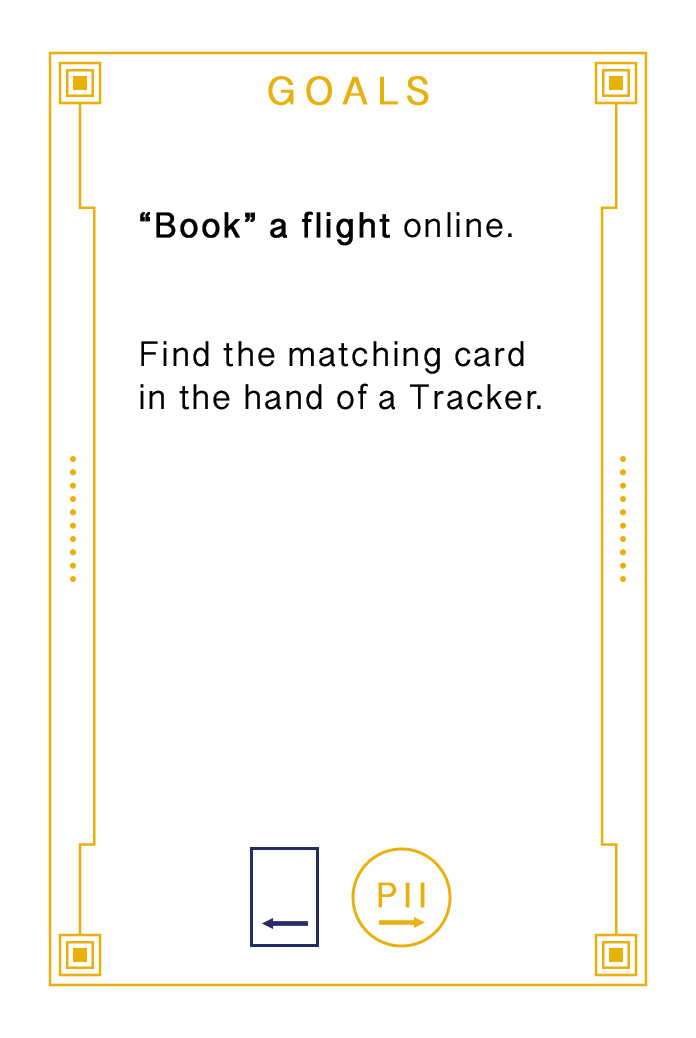 GOALS
“Book” a flight online.
Find the matching card
in the hand of a Tracker.
PII